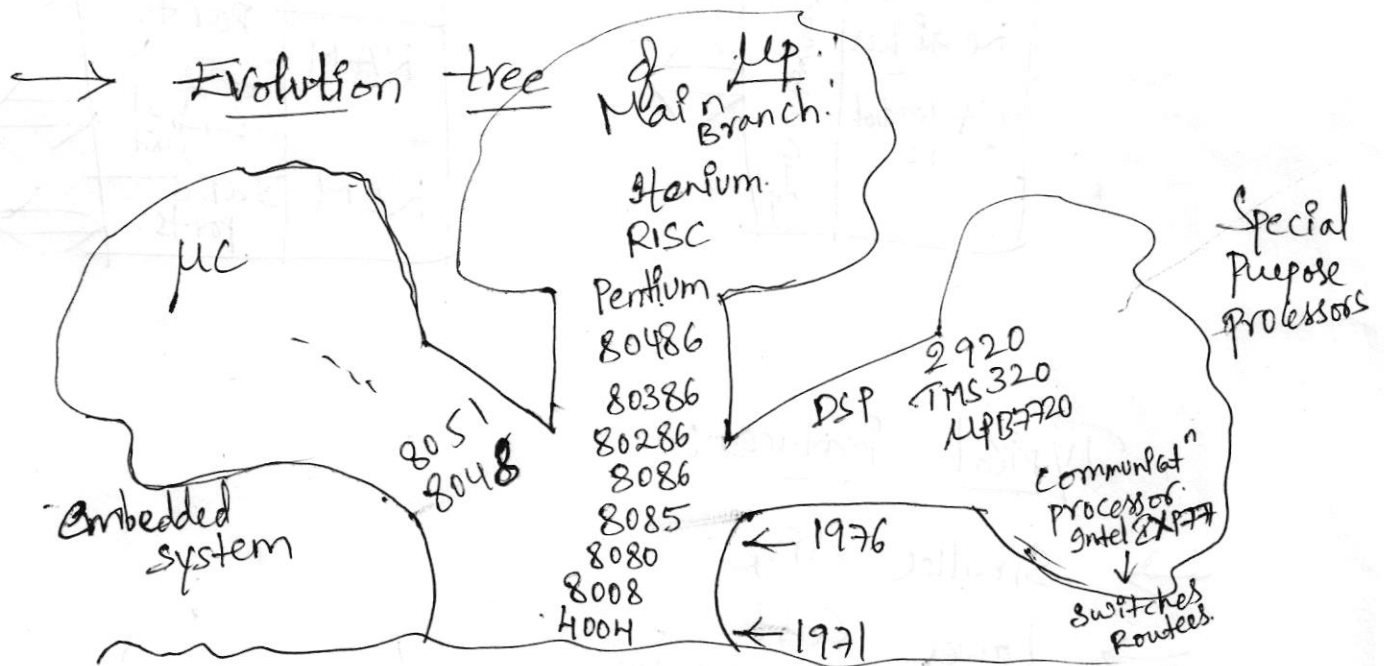 → Evolution tree of μp.
Main Branch.
Itanium.
RISC
Pentium
80486
80386
80286
8086
8085
8080
8008
4004
← 1976
← 1971
μC
8051
8048
Embedded
system
DSP
2920
TMS320
μPB7720
Communicatⁿ
processor.
Intel
↓
Switches
Routers.
Special
Purpose
Processors